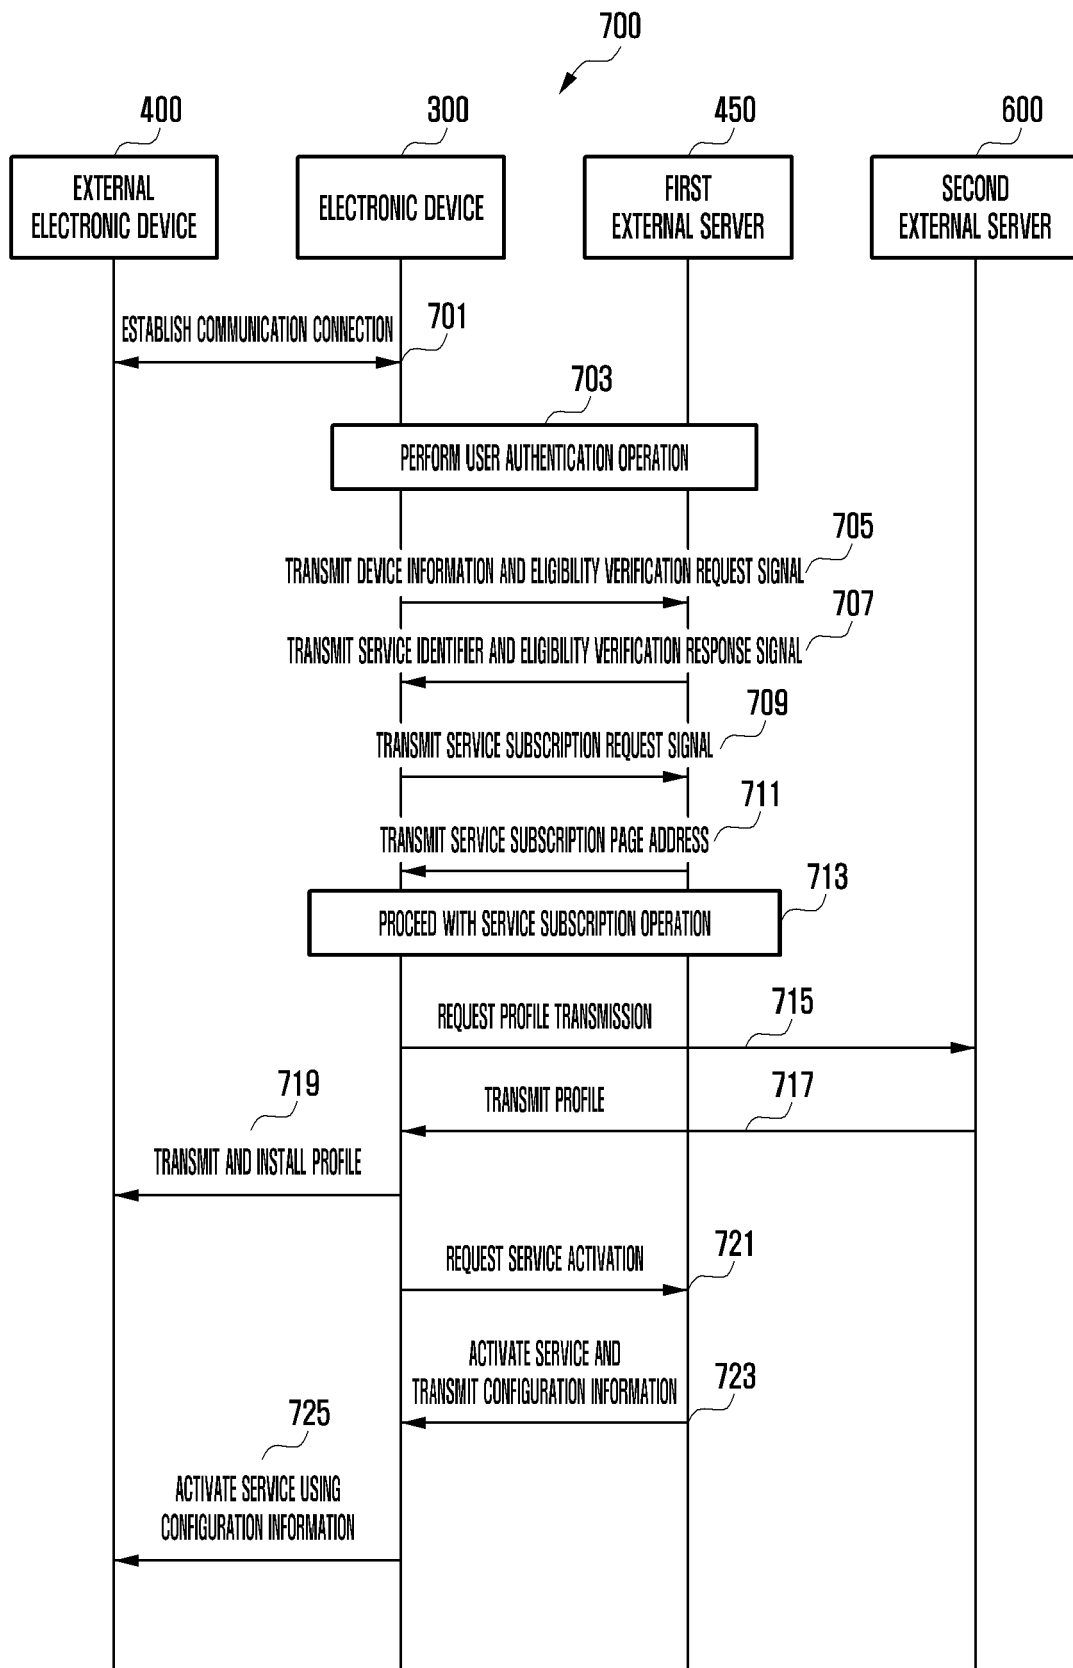 700
400
300
450
600
EXTERNAL
ELECTRONIC DEVICE
ELECTRONIC DEVICE
FIRST
EXTERNAL SERVER
SECOND
EXTERNAL SERVER
ESTABLISH COMMUNICATION CONNECTION
701
703
PERFORM USER AUTHENTICATION OPERATION
705
TRANSMIT DEVICE INFORMATION AND ELIGIBILITY VERIFICATION REQUEST SIGNAL
707
TRANSMIT SERVICE IDENTIFIER AND ELIGIBILITY VERIFICATION RESPONSE SIGNAL
709
TRANSMIT SERVICE SUBSCRIPTION REQUEST SIGNAL
711
TRANSMIT SERVICE SUBSCRIPTION PAGE ADDRESS
713
PROCEED WITH SERVICE SUBSCRIPTION OPERATION
REQUEST PROFILE TRANSMISSION
715
TRANSMIT PROFILE
717
719
TRANSMIT AND INSTALL PROFILE
REQUEST SERVICE ACTIVATION
721
ACTIVATE SERVICE AND
TRANSMIT CONFIGURATION INFORMATION
723
725
ACTIVATE SERVICE USING
CONFIGURATION INFORMATION